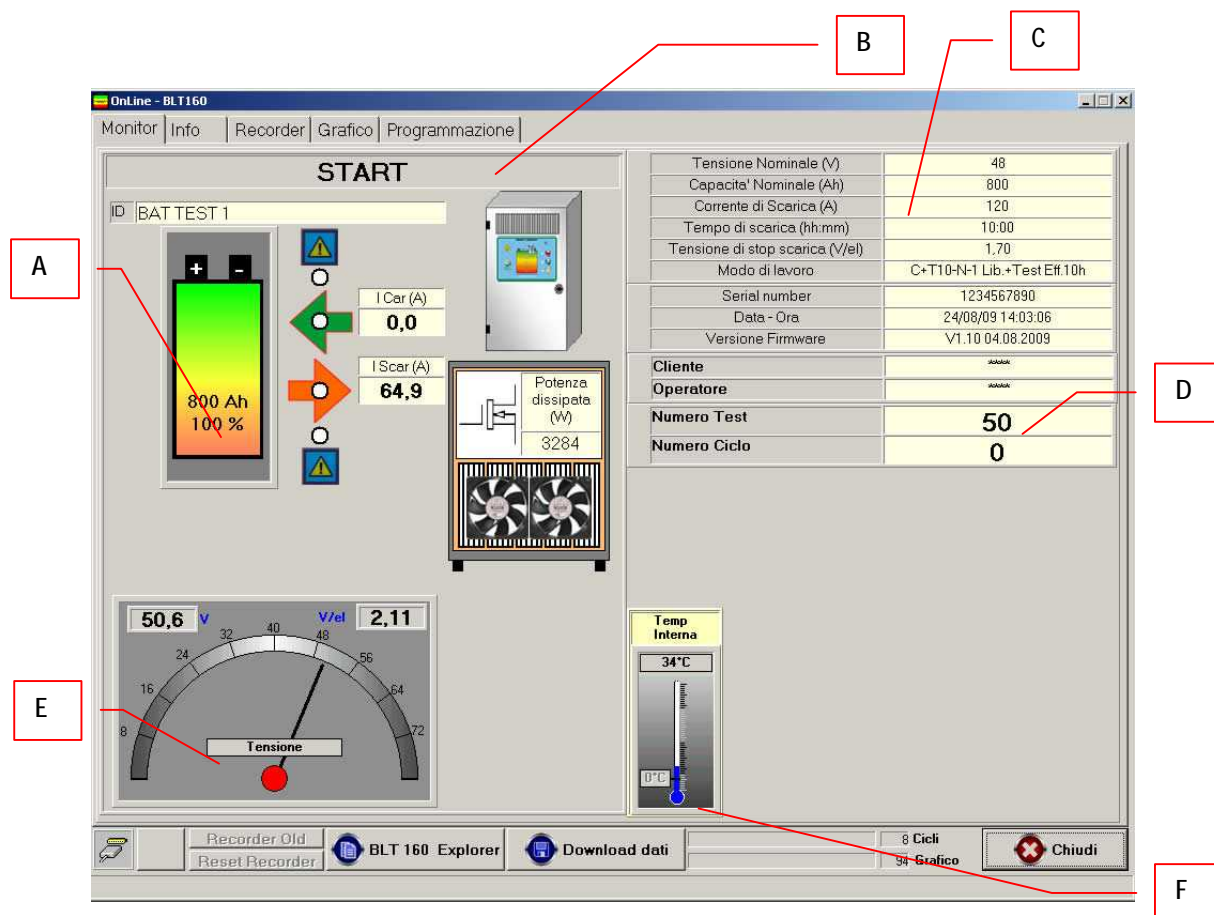 B
C
OnLine - BLT160
Monitor
Info
Recorder
Grafico
Programmazione
START
ID BAT TEST 1
A
+ -
800 Ah
100 %
I Car (A)
0,0
I Scar (A)
64,9
Potenza
dissipata
(W)
3284
Tensione Nominale (V) 48
Capacita' Nominale (Ah) 800
Corrente di Scarica (A) 120
Tempo di scarica (hh:mm) 10:00
Tensione di stop scarica (V/el) 1,70
Modo di lavoro C+T10-N-1 Lib.+Test Eff.10h
Serial number 1234567890
Data - Ora 24/08/09 14:03:06
Versione Firmware V1.10 04.08.2009
Cliente ****
Operatore ****
Numero Test 50
Numero Ciclo 0
D
50,6 V
V/el 2,11
8
16
24
32
40
48
56
64
72
Tensione
E
Temp
Interna
34°C
0°C
Recorder Old
Reset Recorder
BLT 160 Explorer
Download dati
8 Cicli
94 Grafico
Chiudi
F